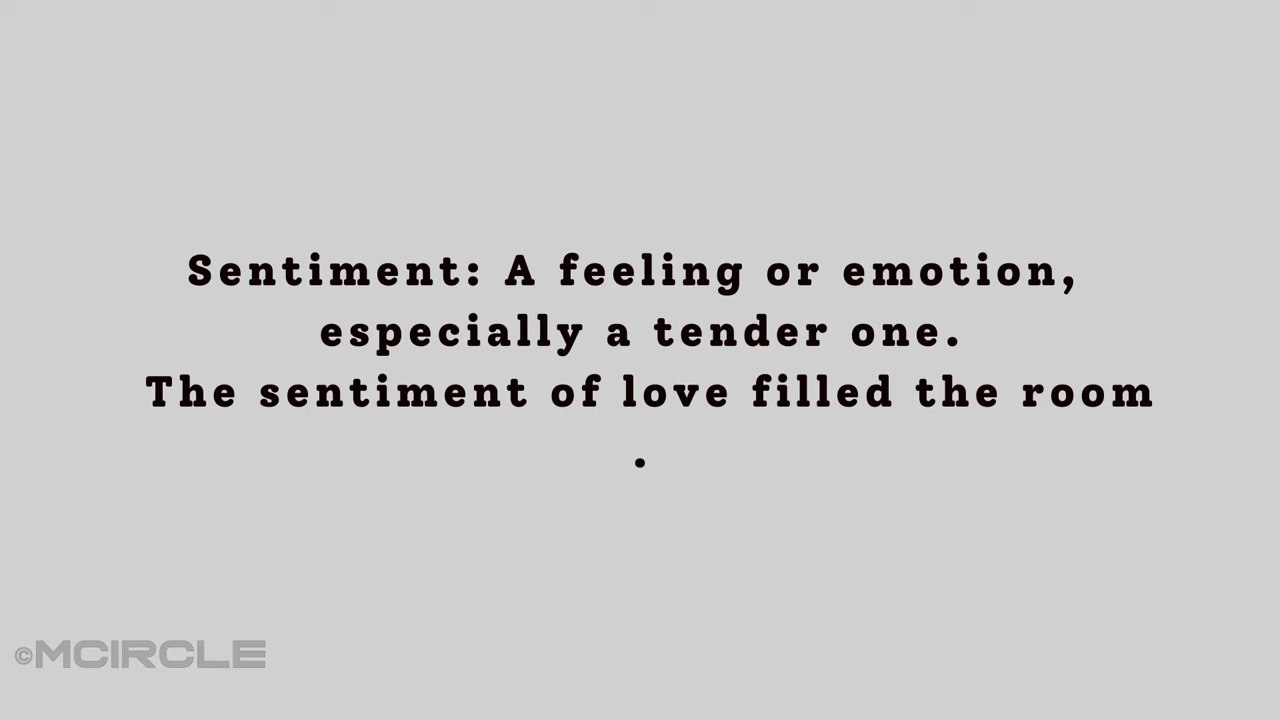 Sentiment: A feeling or emotion,
especially a tender one.
The sentiment of love filled the room
.
©MCIRCLE